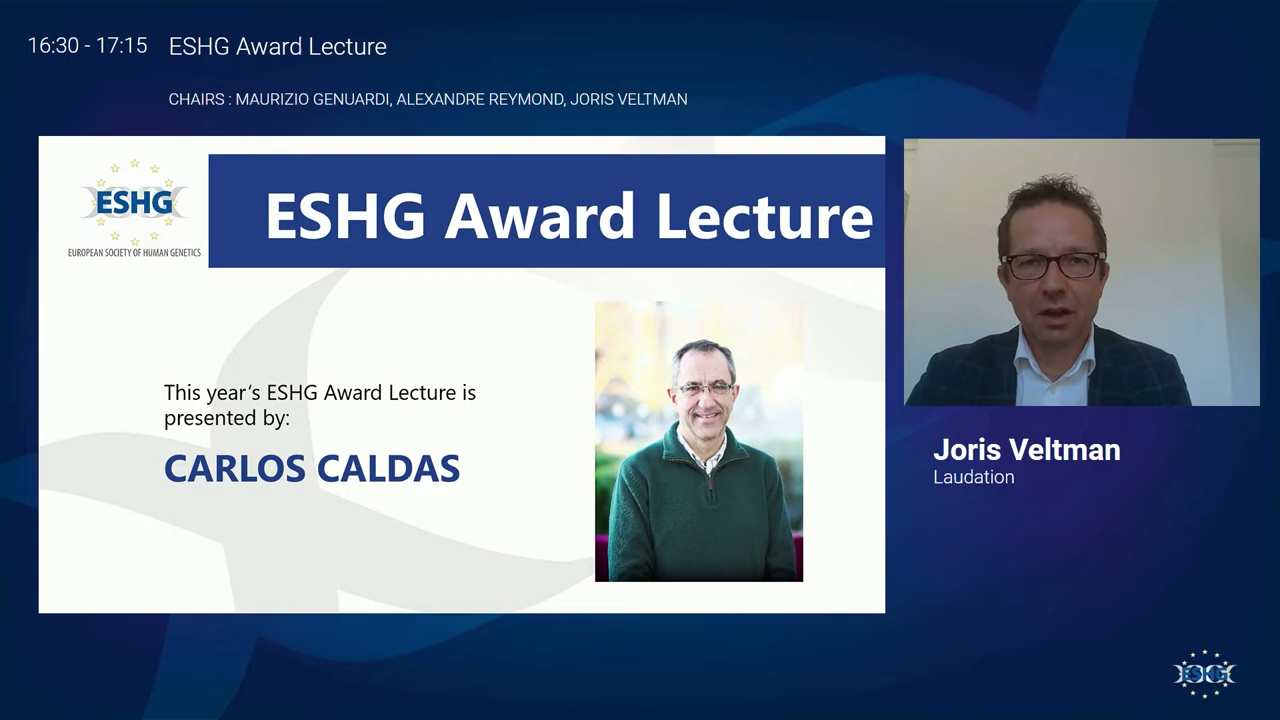 16:30 - 17:15 ESHG Award Lecture
CHAIRS : MAURIZIO GENUARDI, ALEXANDRE REYMOND, JORIS VELTMAN
ESHG
EUROPEAN SOCIETY OF HUMAN GENETICS
ESHG Award Lecture
This year‘s ESHG Award Lecture is
presented by:
CARLOS CALDAS
Joris Veltman
Laudation
ESHG